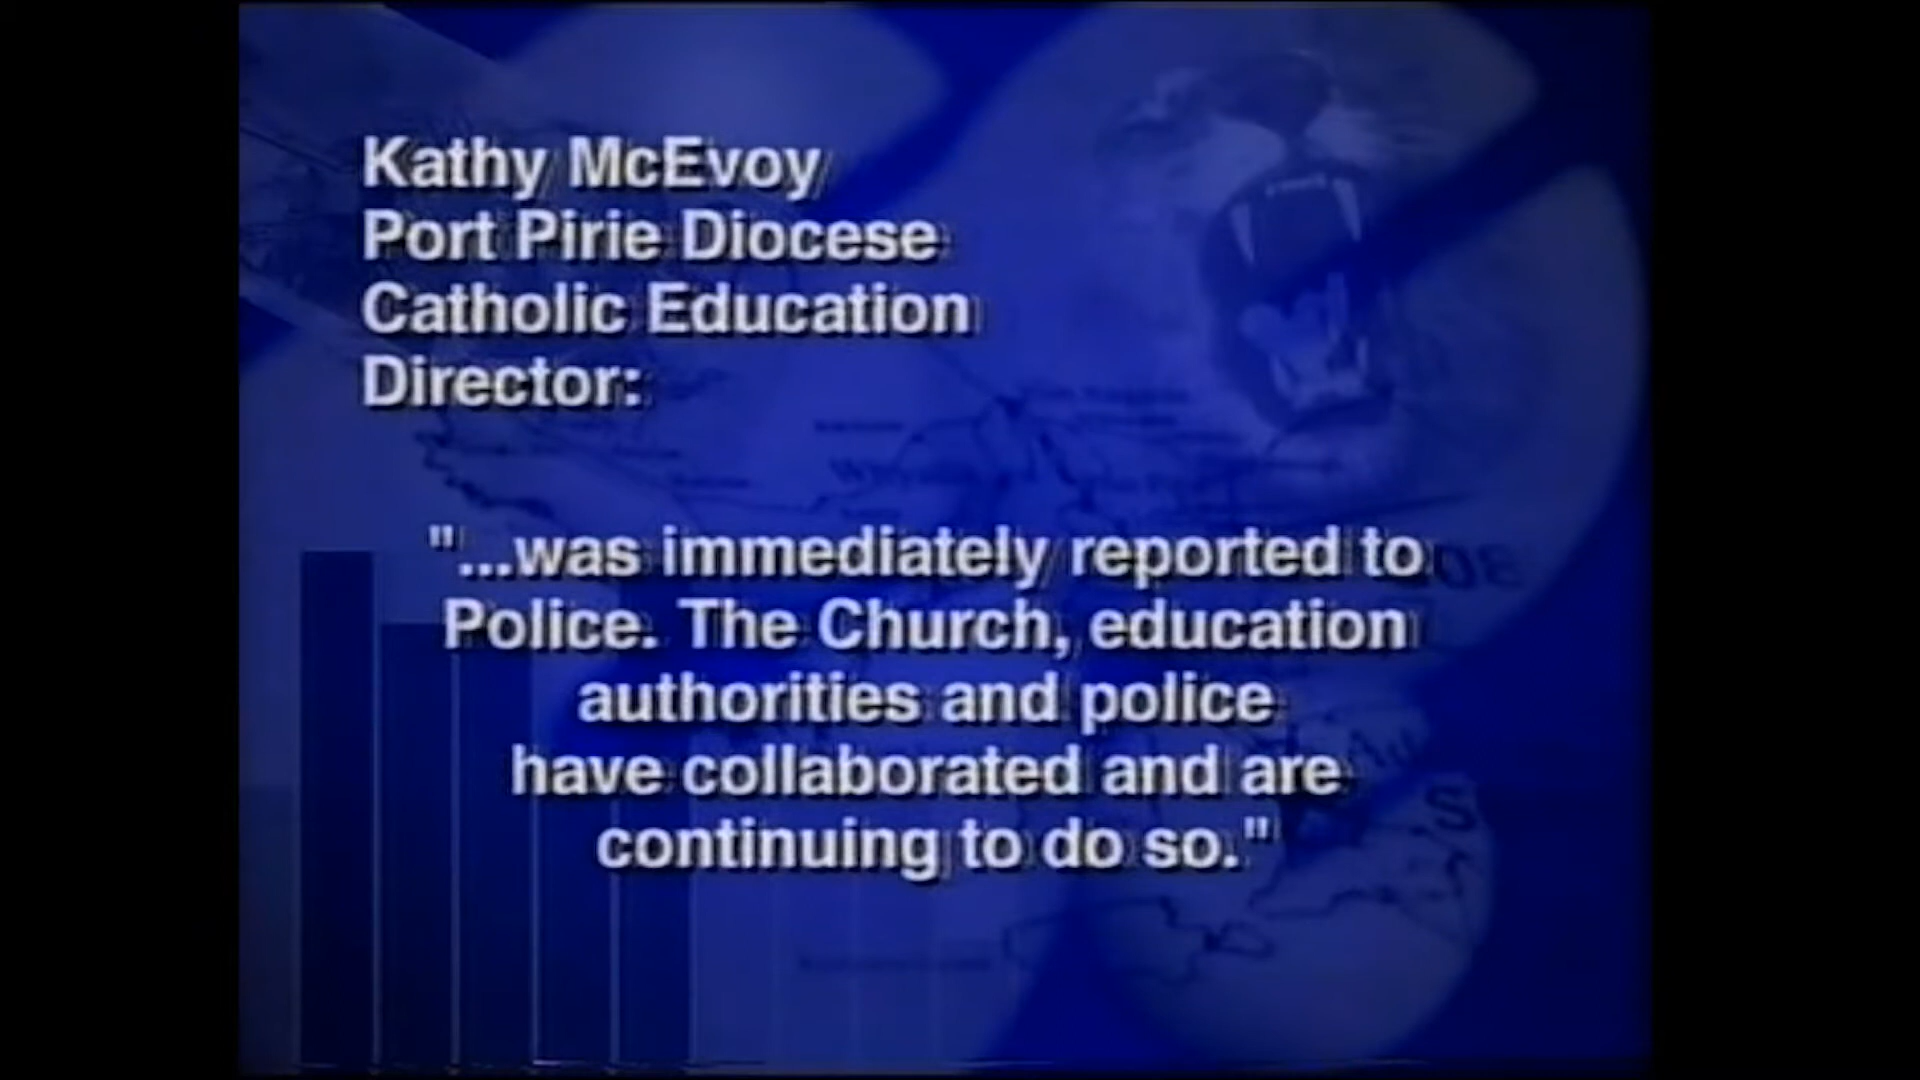 Kathy McEvoy
Port Pirie Diocese
Catholic Education
Director:
"...was immediately reported to
Police. The Church, education
authorities and police
have collaborated and are
continuing to do so."